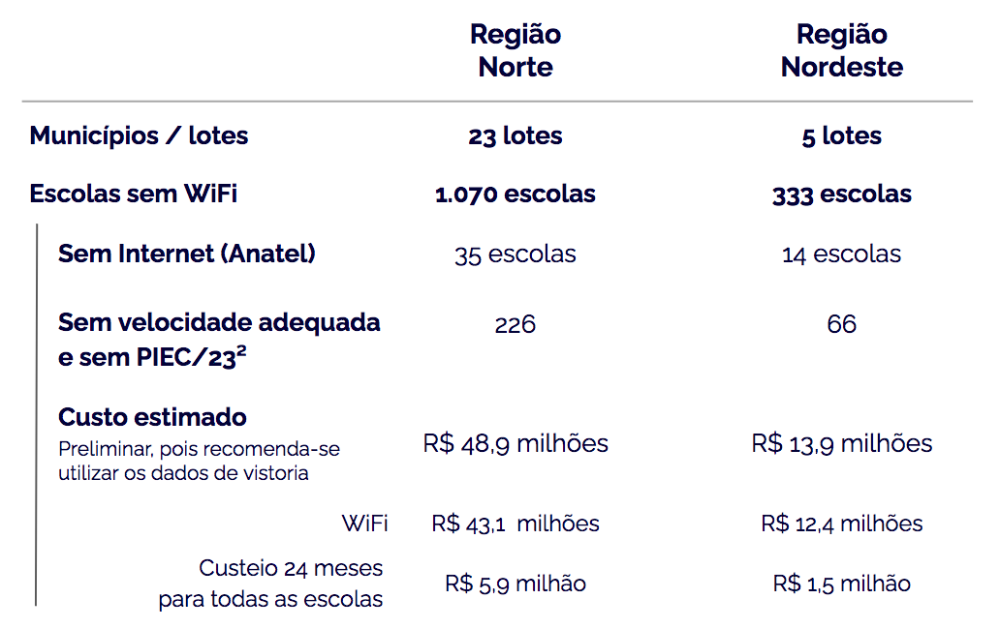 Região
Norte
Região
Nordeste
Municípios / lotes
23 lotes
5 lotes
Escolas sem WiFi
1.070 escolas
333 escolas
Sem Internet (Anatel)
35 escolas
14 escolas
Sem velocidade adequada
e sem PIEC/23²
226
66
Custo estimado
Preliminar, pois recomenda-se
utilizar os dados de vistoria
R$ 48,9 milhões
R$ 13,9 milhões
WiFi
R$ 43,1  milhões
R$ 12,4 milhões
Custeio 24 meses
para todas as escolas
R$ 5,9 milhão
R$ 1,5 milhão